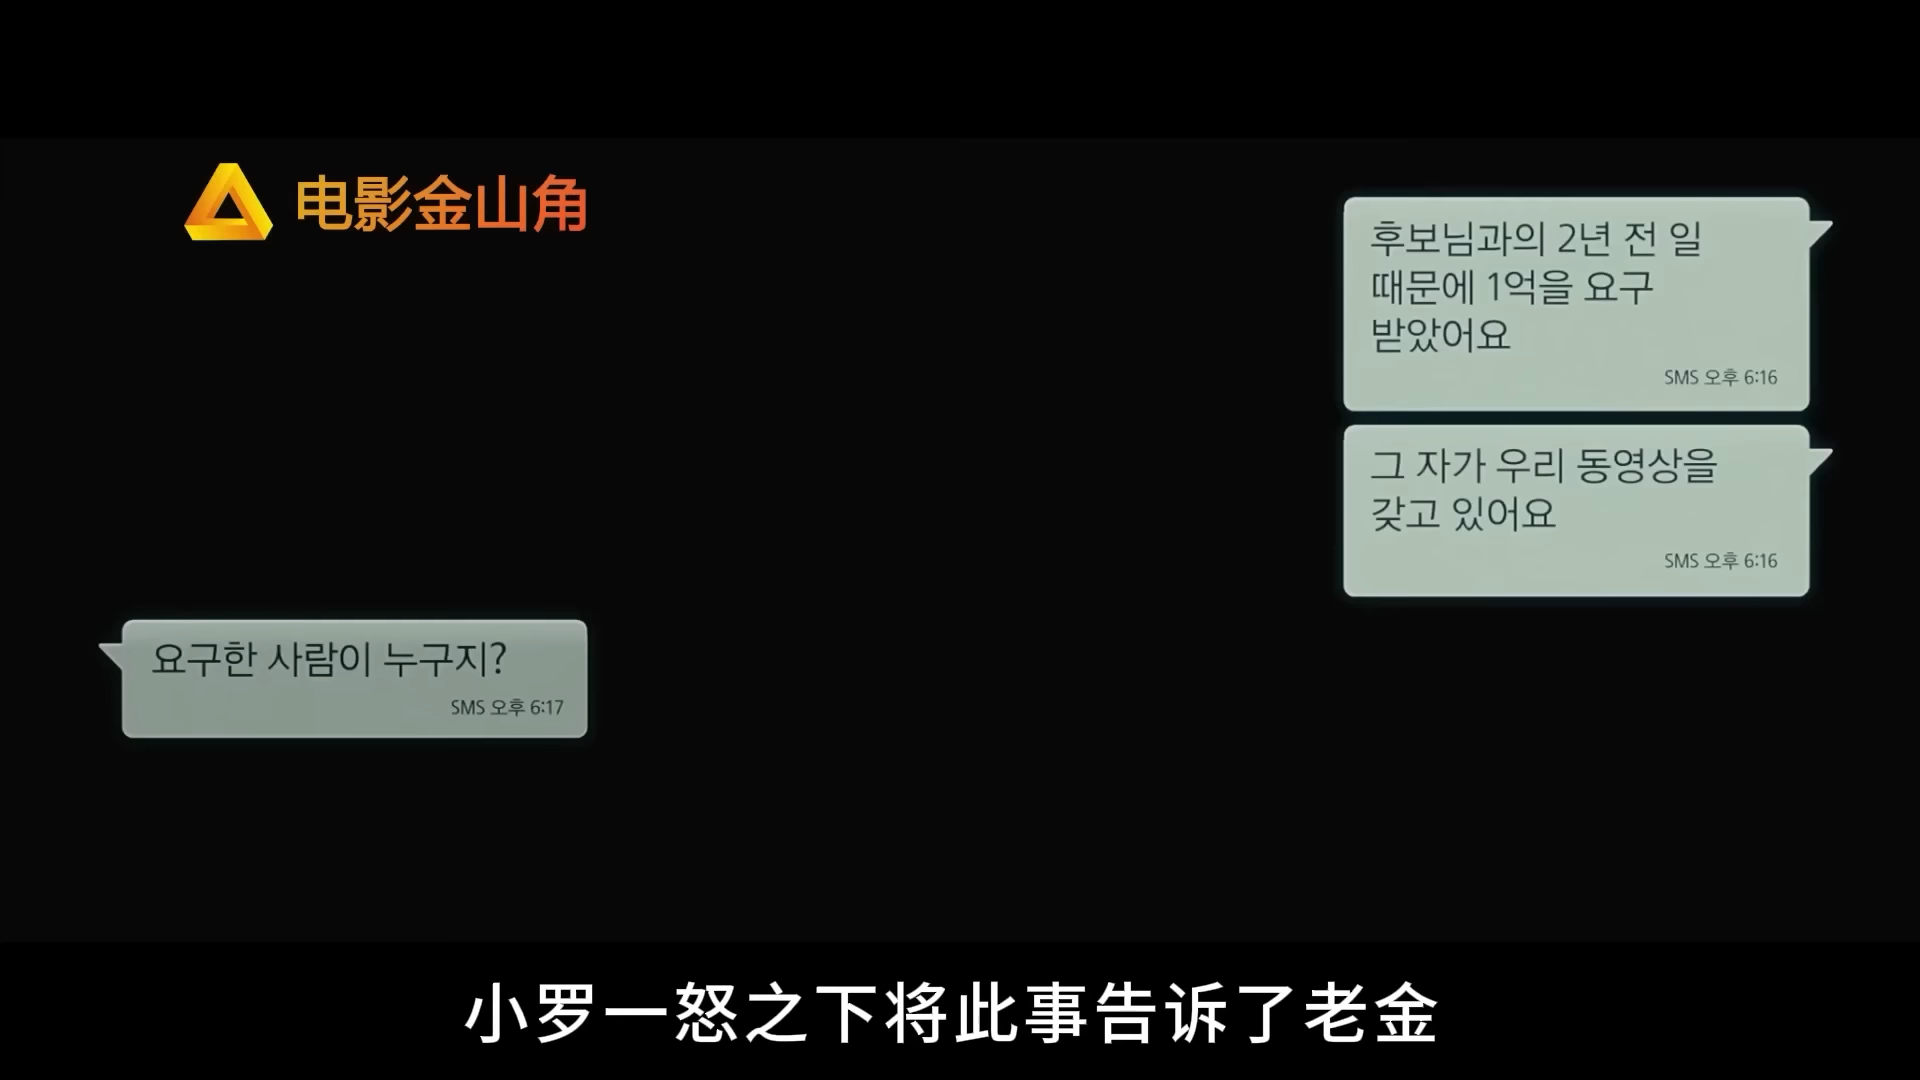 电影金山角
후보님과의 2년 전 일
때문에 1억을 요구
받았어요
SMS 오후 6:16
그 자가 우리 동영상을
갖고 있어요
SMS 오후 6:16
요구한 사람이 누구지?
SMS 오후 6:17
小罗一怒之下将此事告诉了老金